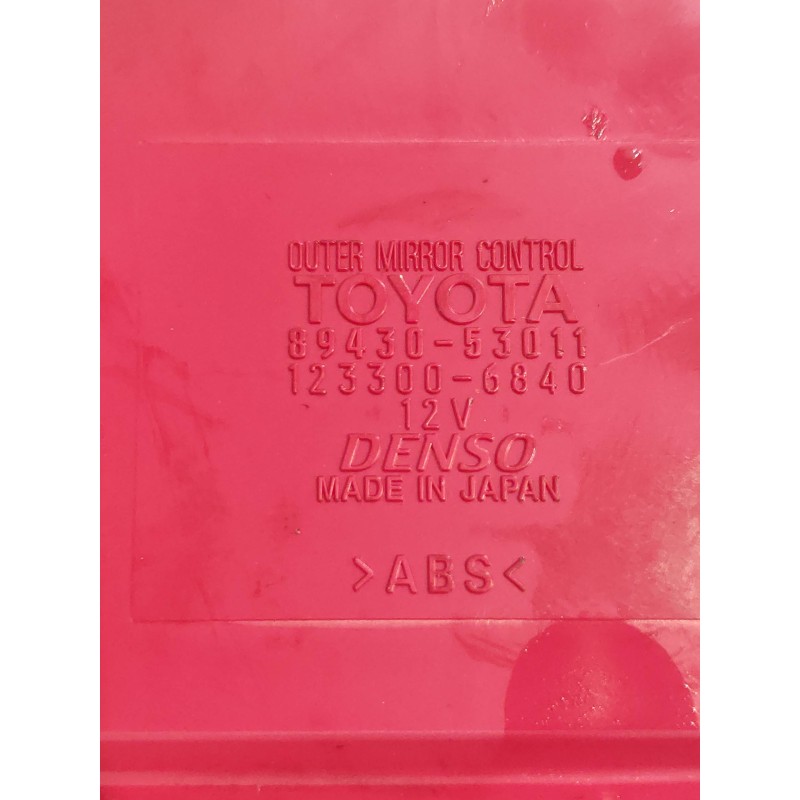 OUTER MIRROR CONTROL
TOYOTA
89430-53011
123300-6840
12V
DENSO
MADE IN JAPAN
>ABS<